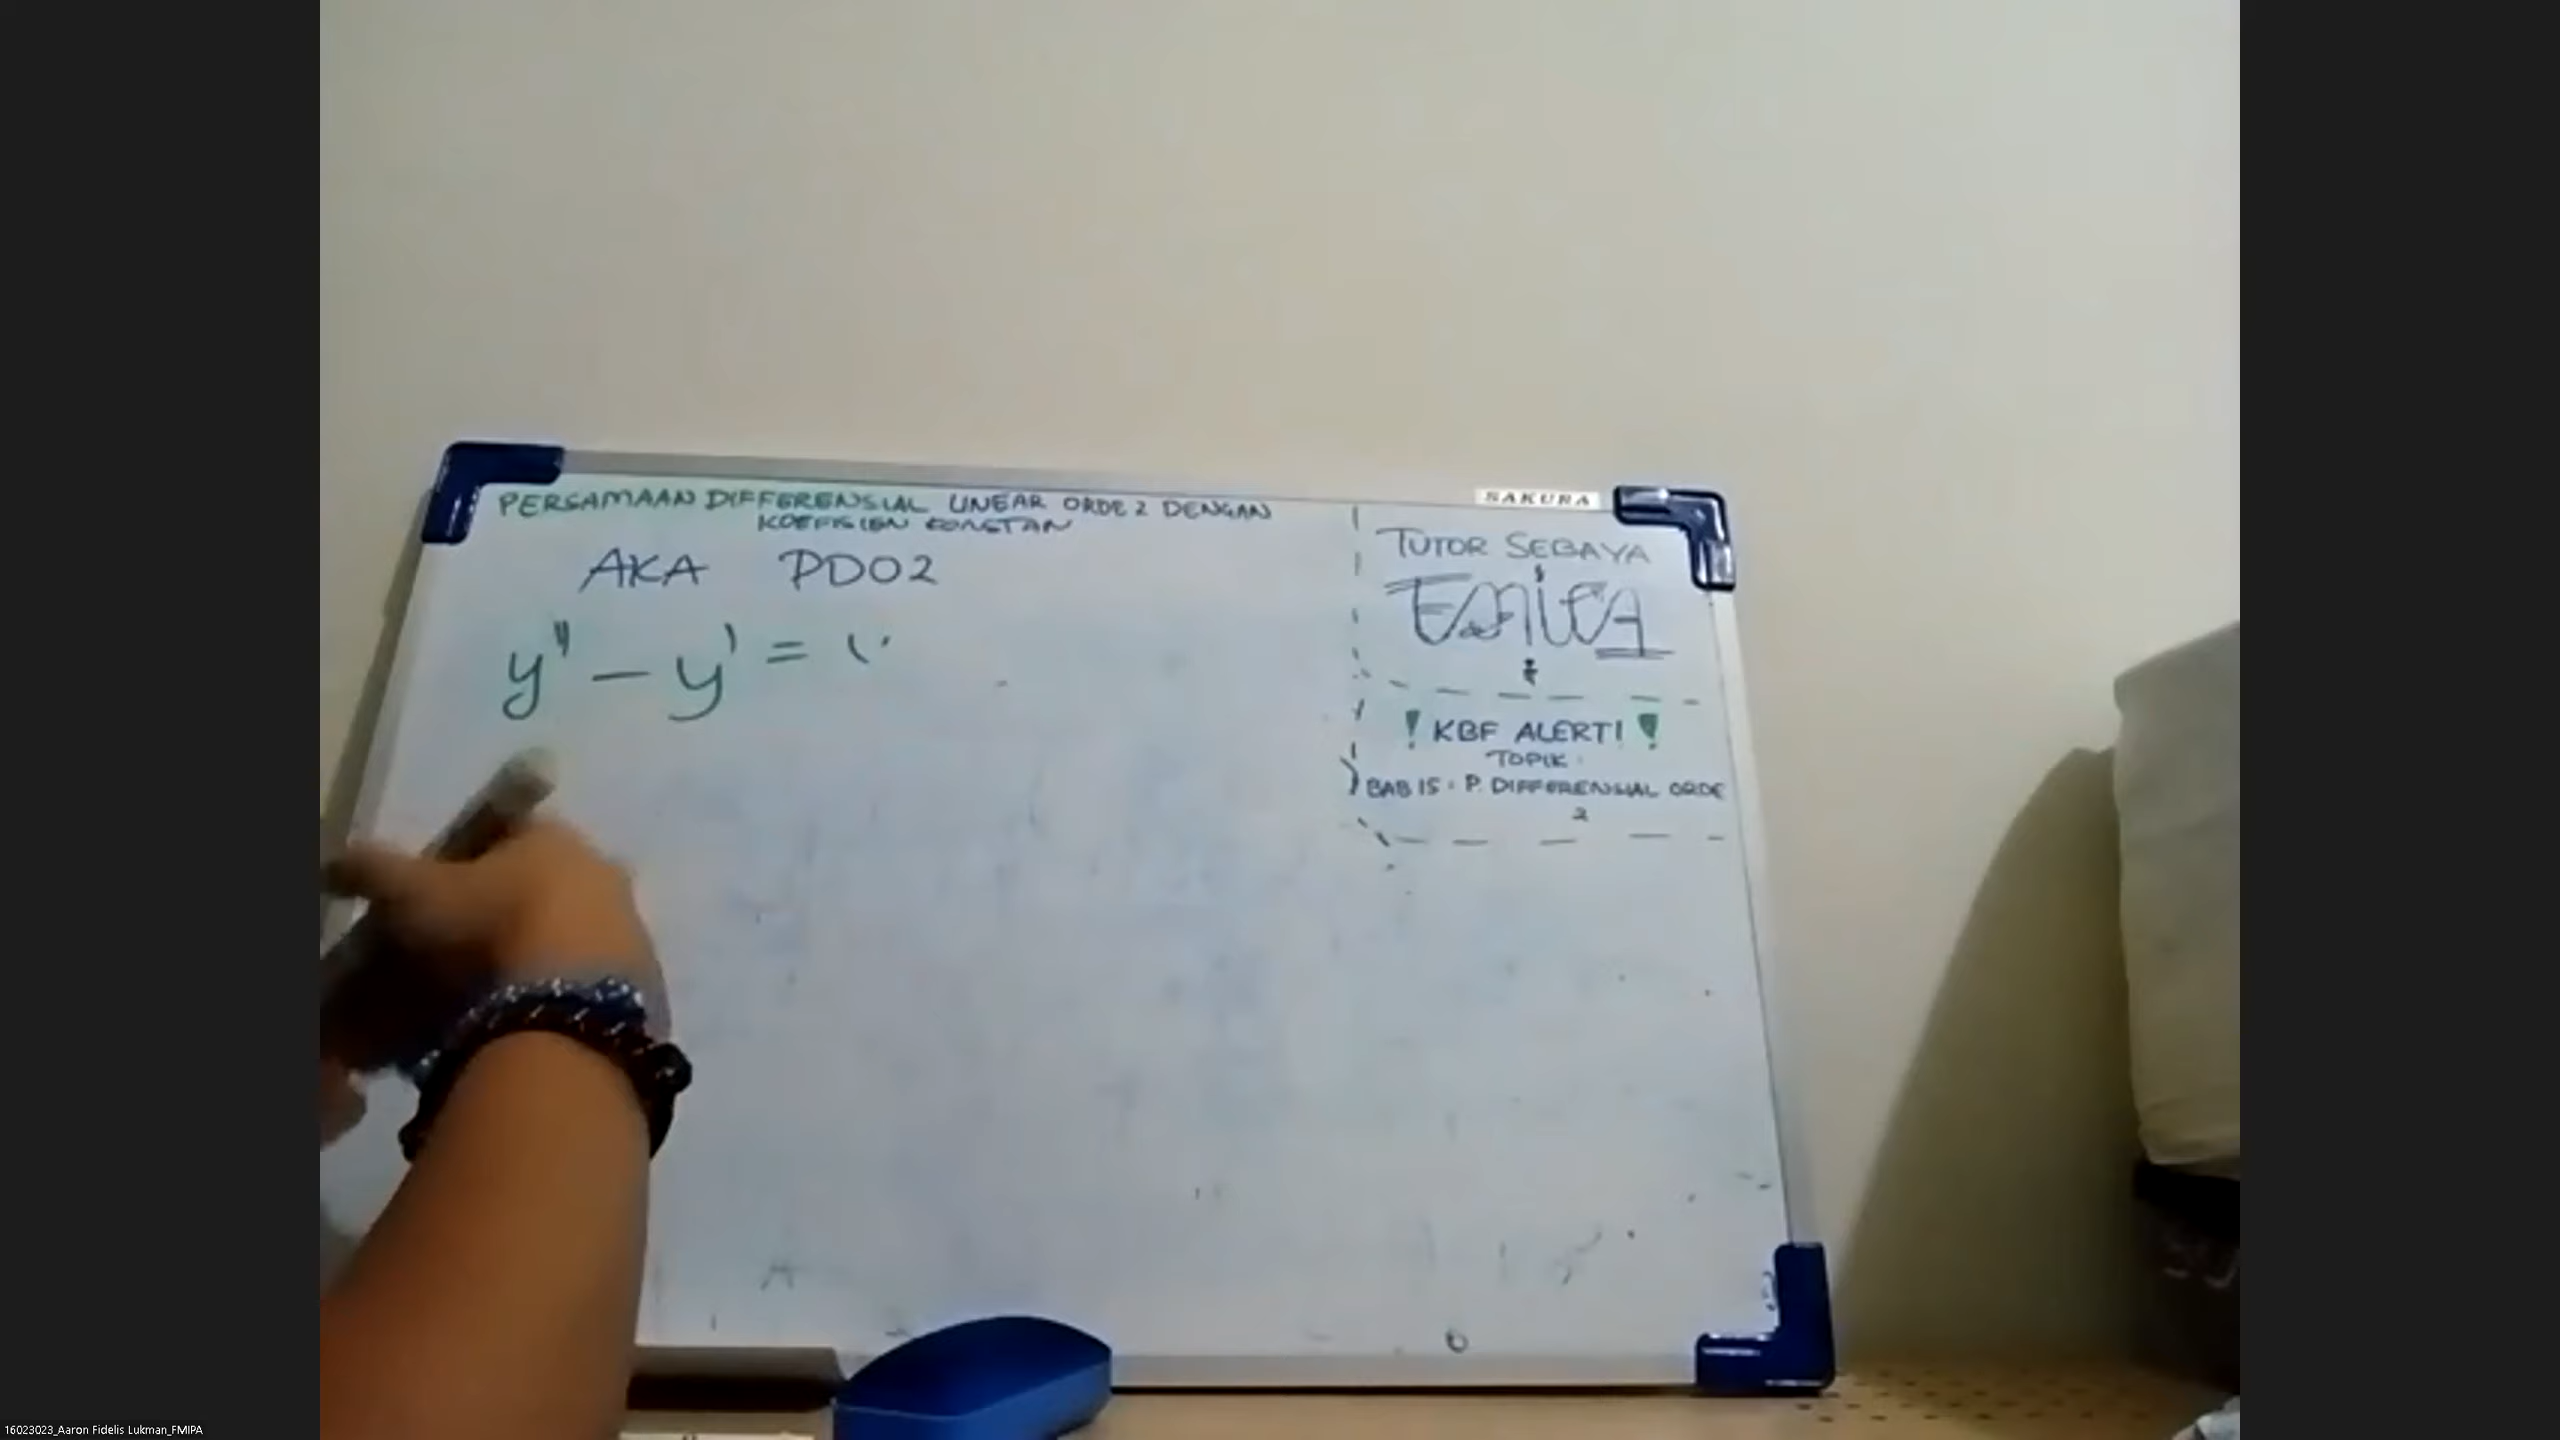 PERSAMAAN DIFFERENSIAL LINEAR ORDE 2 DENGAN
KOEFISIEN KONSTAN
AKA PDO2
y" - y' =
SAKURA
TUTOR SEBAYA
! KBF ALERT! !
TOPIK :
BAB 15 : P. DIFFERENSIAL ORDE
2
16023023_Aaron Fidelis Lukman_FMIPA